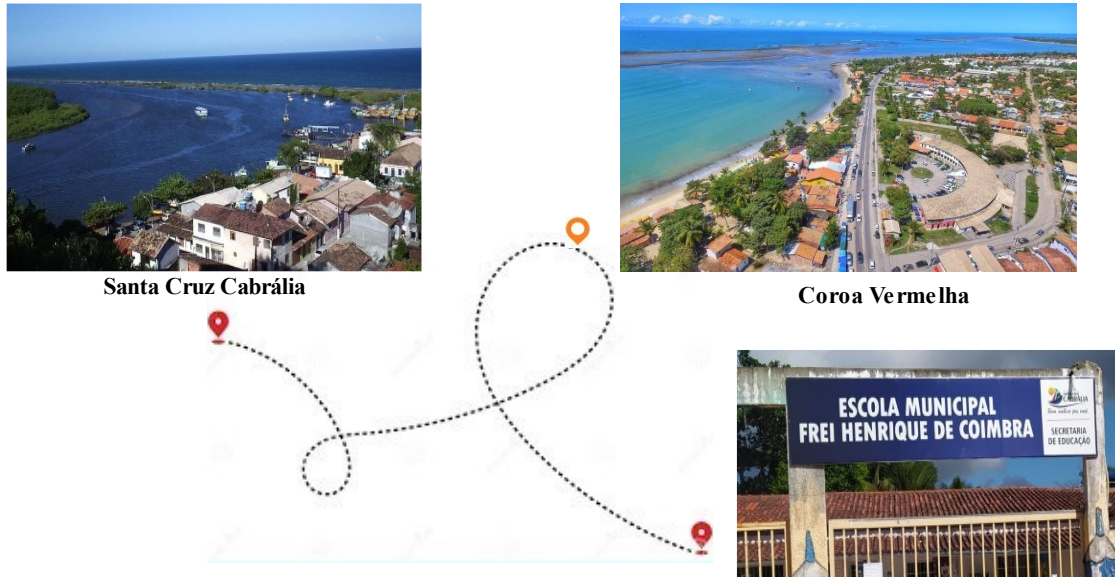 Santa Cruz Cabrália
Coroa Vermelha
ESCOLA MUNICIPAL
FREI HENRIQUE DE COIMBRA
CABRÁLIA
SECRETARIA
DE EDUCAÇÃO